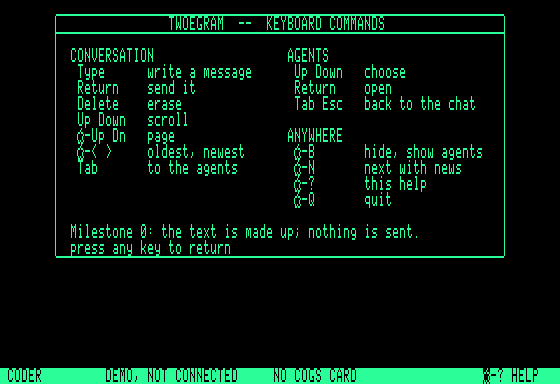 TWOEGRAM -- KEYBOARD COMMANDS
CONVERSATION
Type write a message
Return send it
Delete erase
Up Down scroll
-Up Dn page
-< > oldest, newest
Tab to the agents
AGENTS
Up Down choose
Return open
Tab Esc back to the chat
ANYWHERE
-B hide, show agents
-N next with news
-? this help
-Q quit
Milestone 0: the text is made up; nothing is sent.
press any key to return
CODER DEMO, NOT CONNECTED NO COGS CARD -? HELP